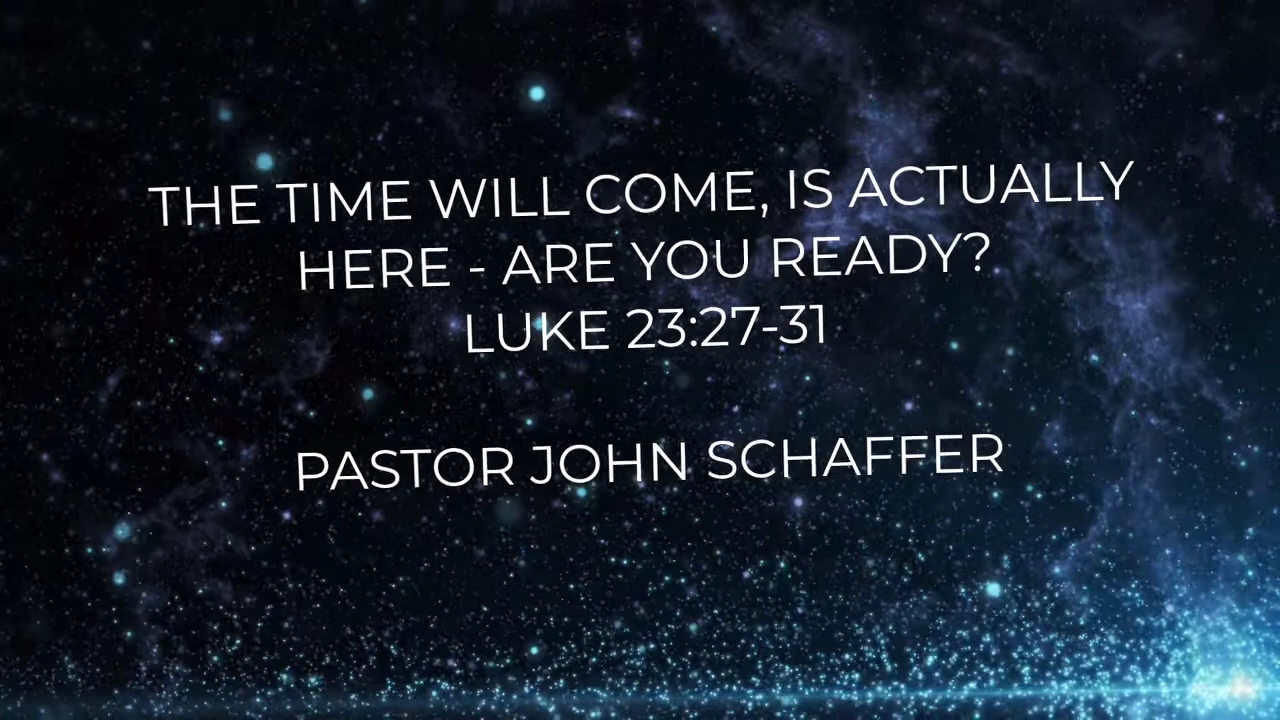 THE TIME WILL COME, IS ACTUALLY
HERE - ARE YOU READY?
LUKE 23:27-31
PASTOR JOHN SCHAFFER